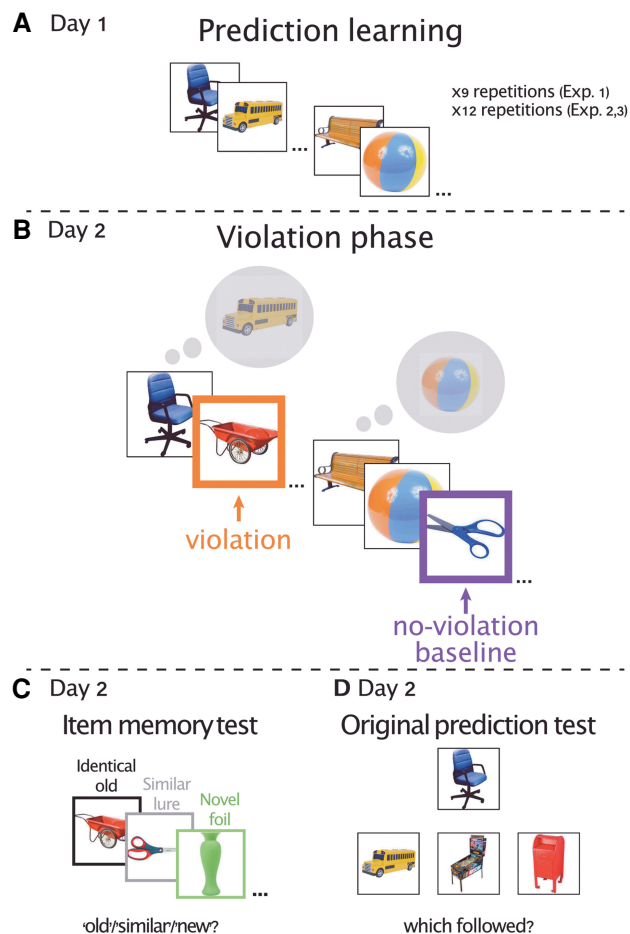 A Day 1
Prediction learning
x9 repetitions (Exp. 1)
x12 repetitions (Exp. 2,3)
...
...
B Day 2
Violation phase
...
violation
...
no-violation
baseline
C Day 2
Item memory test
Identical
old
Similar
lure
Novel
foil
...
'old'/'similar'/'new'?
D Day 2
Original prediction test
which followed?